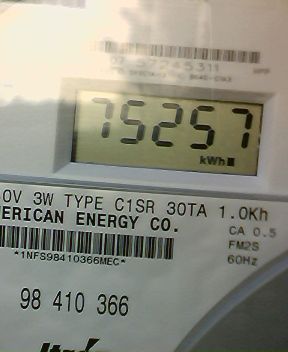 57245311
75257
kWh
0V 3W TYPE C1SR 30TA 1.0Kh
ERICAN ENERGY CO.
CA 0.5
FM2S
*1NFS98410366MEC*
60Hz
98 410 366